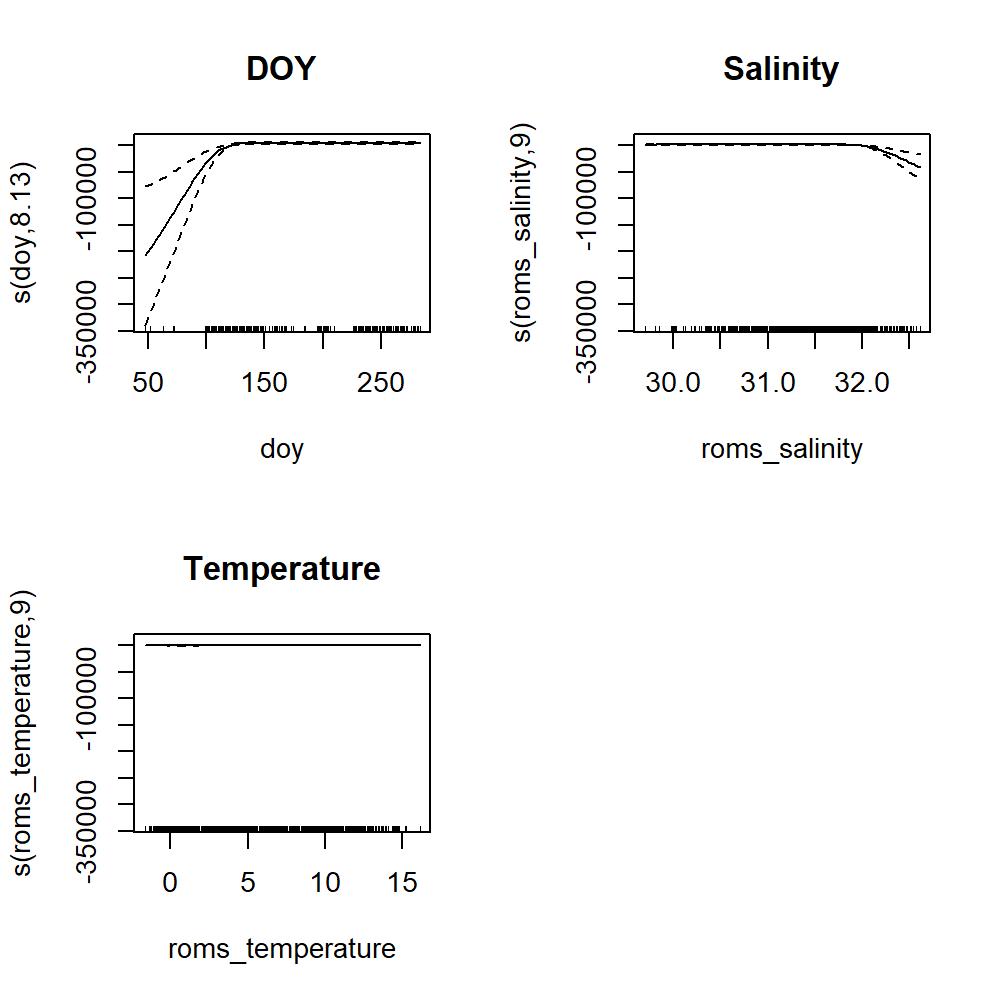 DOY
s(doy,8.13)
-350000 -100000
50 150 250
doy
Salinity
s(roms_salinity,9)
-350000 -100000
30.0 31.0 32.0
roms_salinity
Temperature
s(roms_temperature,9)
-350000 -100000
0 5 10 15
roms_temperature